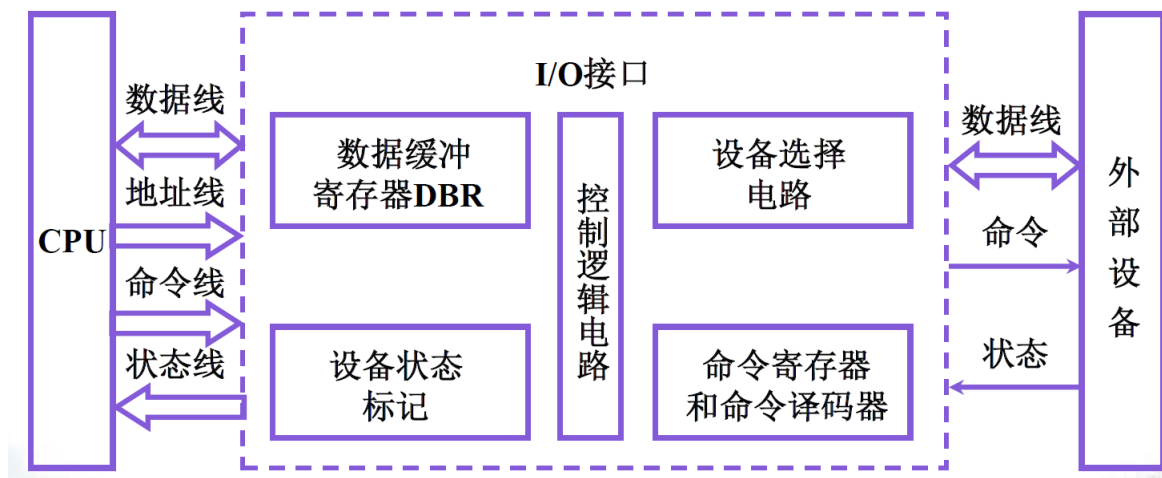 I/O接口
CPU
数据线
地址线
命令线
状态线
数据缓冲
寄存器DBR
设备状态
标记
控制逻辑电路
设备选择
电路
命令寄存器
和命令译码器
数据线
命令
状态
外部设备